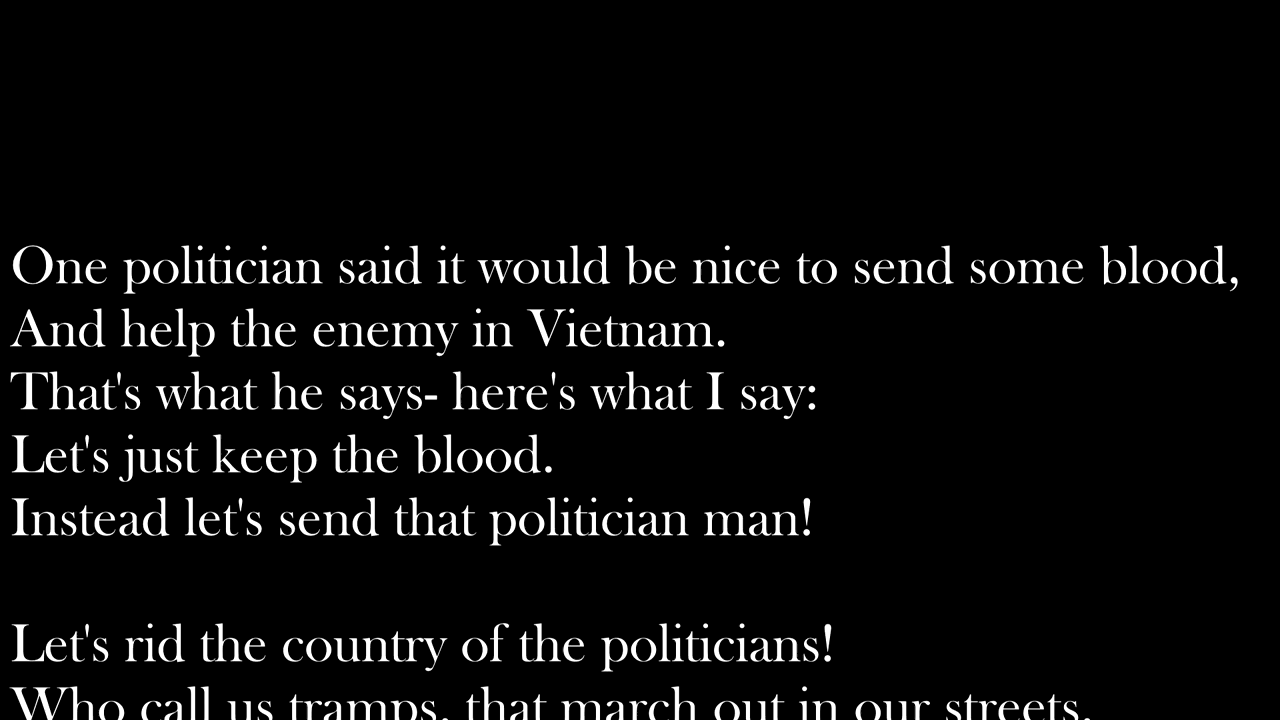 One politician said it would be nice to send some blood,
And help the enemy in Vietnam.
That's what he says- here's what I say:
Let's just keep the blood.
Instead let's send that politician man!
Let's rid the country of the politicians!
Who call us tramps, that march out in our streets.